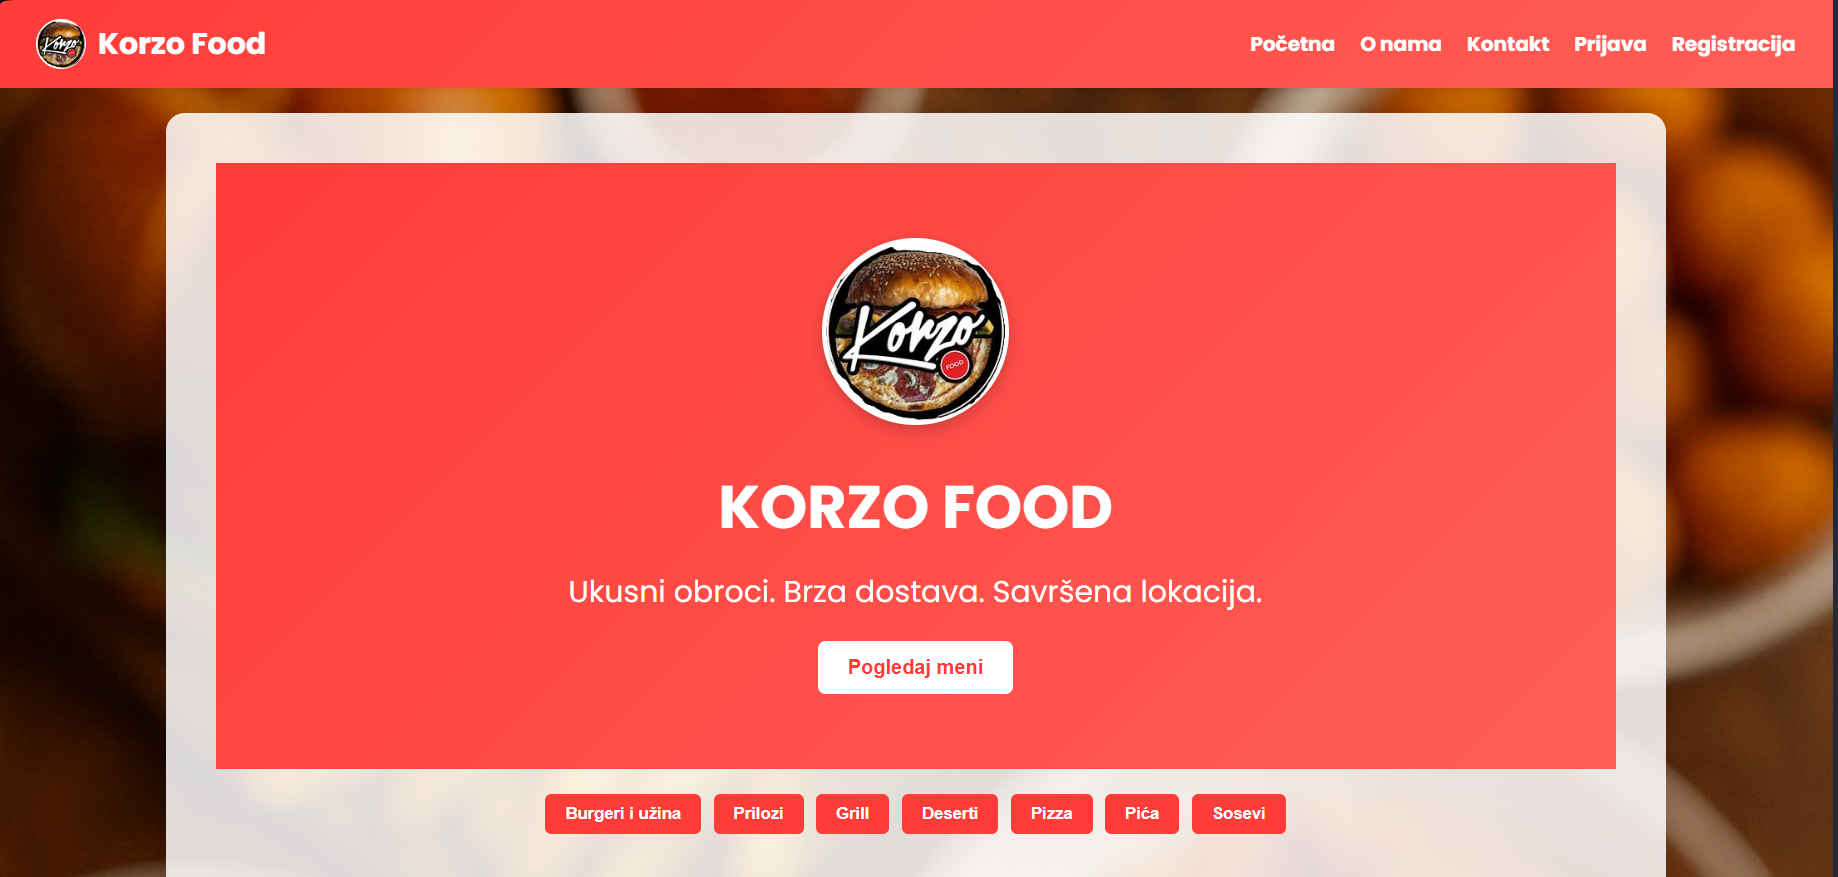 Korzo
Korzo Food
Početna O nama Kontakt Prijava Registracija
Korzo
FOOD
KORZO FOOD
Ukusni obroci. Brza dostava. Savršena lokacija.
Pogledaj meni
Burgeri i užina Prilozi Grill Deserti Pizza Pića Sosevi